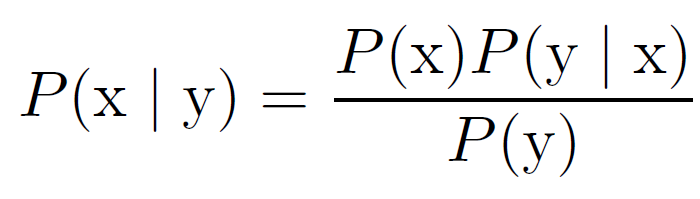 P(x | y) = P(x)P(y | x) / P(y)